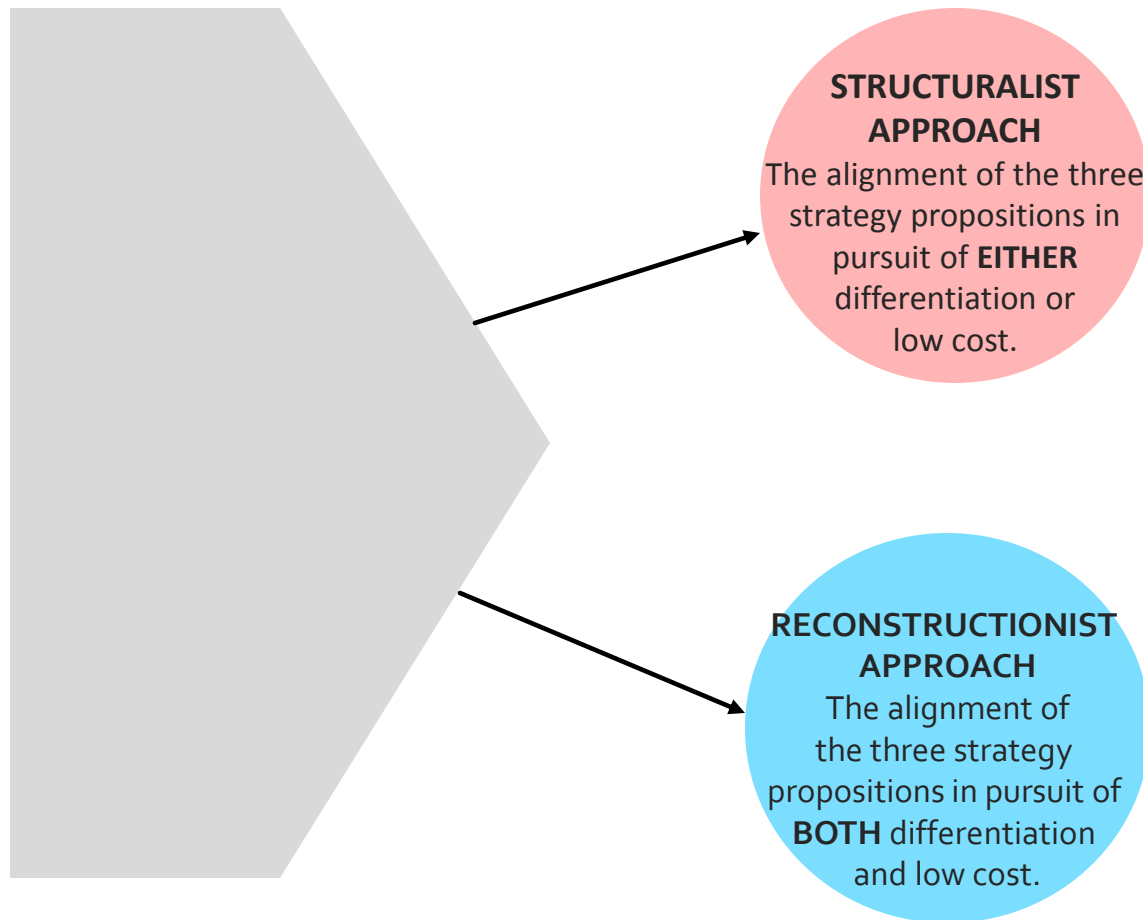 STRUCTURALIST
APPROACH
The alignment of the three
strategy propositions in
pursuit of EITHER
differentiation or
low cost.
RECONSTRUCTIONIST
APPROACH
The alignment of
the three strategy
propositions in pursuit of
BOTH differentiation
and low cost.